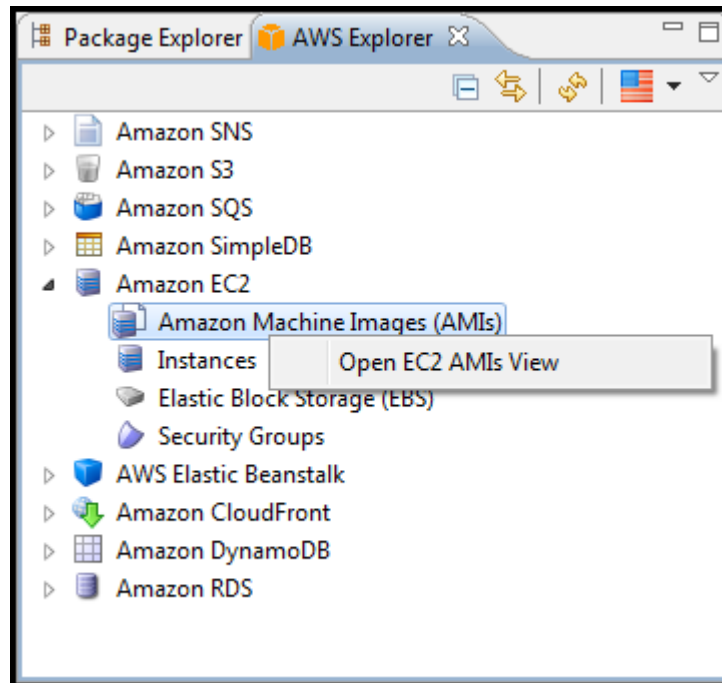 Package Explorer AWS Explorer
Amazon SNS
Amazon S3
Amazon SQS
Amazon SimpleDB
Amazon EC2
Amazon Machine Images (AMIs)
Instances
Open EC2 AMIs View
Elastic Block Storage (EBS)
Security Groups
AWS Elastic Beanstalk
Amazon CloudFront
Amazon DynamoDB
Amazon RDS